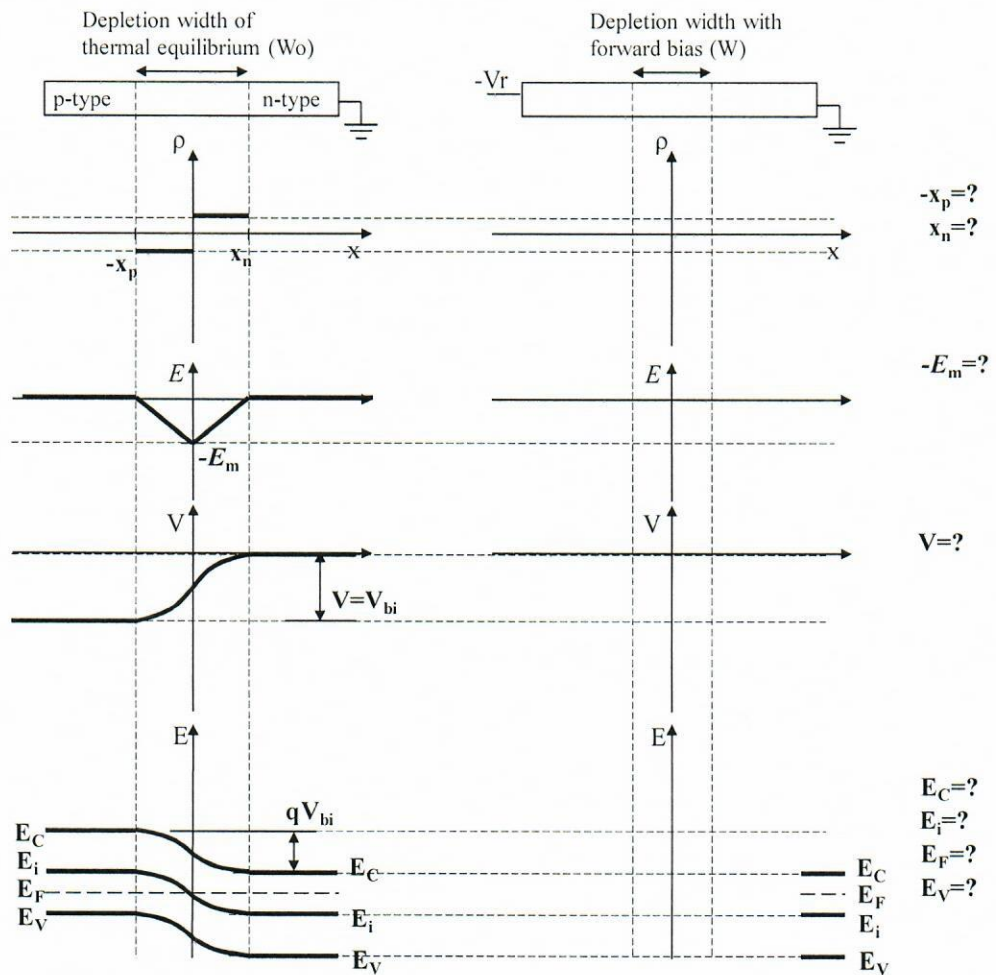 Depletion width of
thermal equilibrium (Wo)
Depletion width with
forward bias (W)
p-type
n-type
-Vr
ρ
ρ
-xp=?
xn=?
-xp
xn
x
x
E
E
-Em=?
-Em
V
V
V=?
V=Vbi
E
E
qVbi
EC
Ei
EF
EV
EC
Ei
EV
EC
EF
Ei
EV
EC=?
Ei=?
EF=?
EV=?